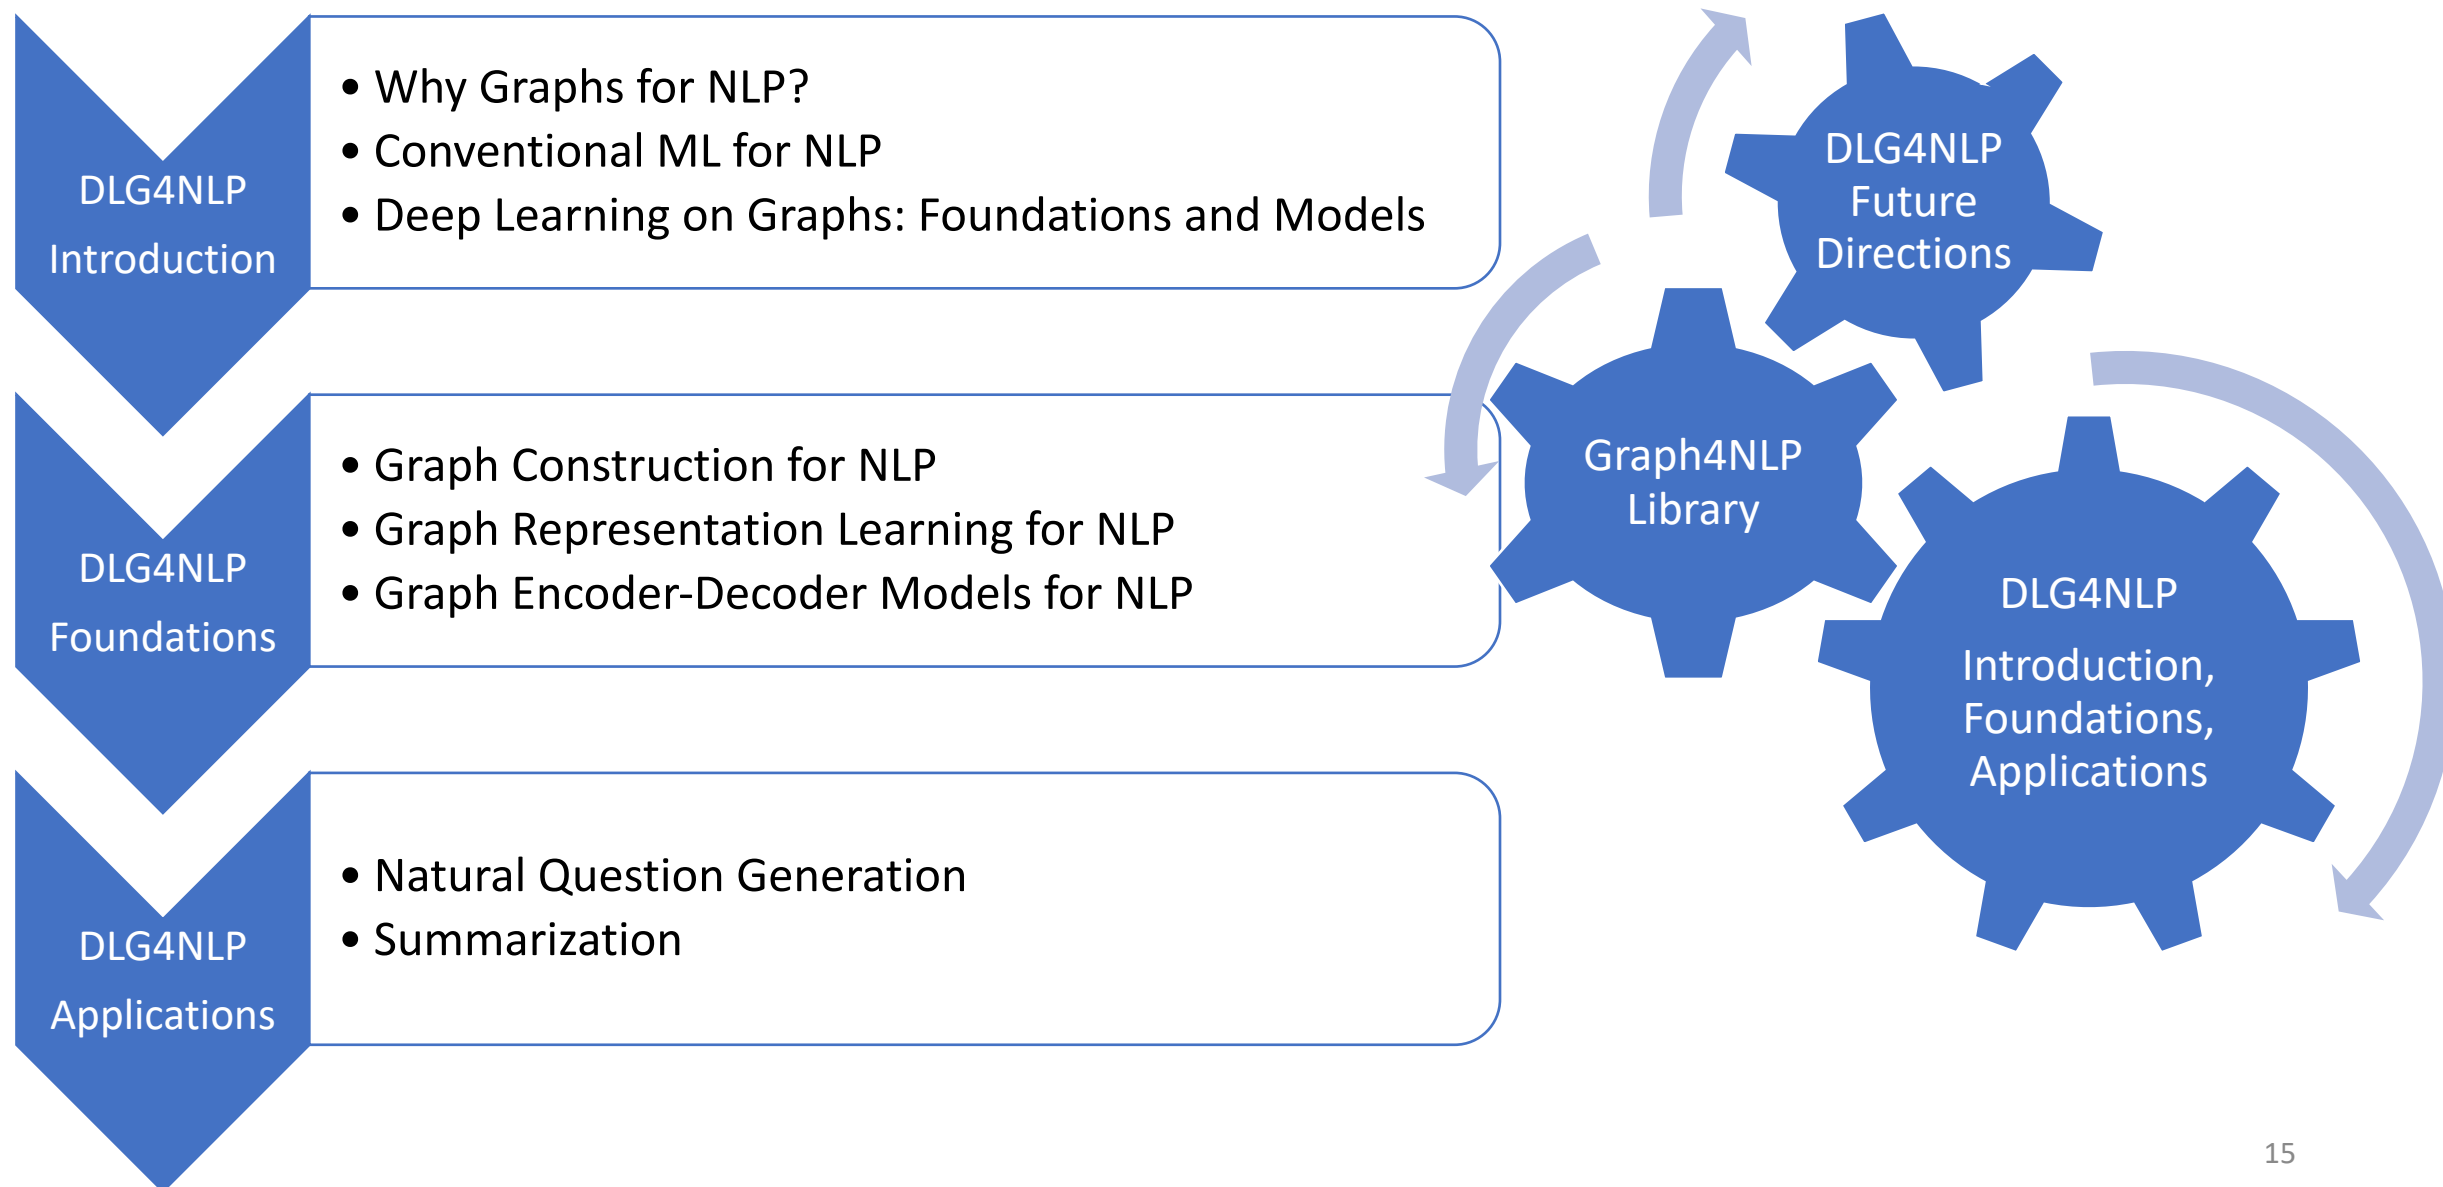 DLG4NLP
Introduction
• Why Graphs for NLP?
• Conventional ML for NLP
• Deep Learning on Graphs: Foundations and Models
DLG4NLP
Foundations
• Graph Construction for NLP
• Graph Representation Learning for NLP
• Graph Encoder-Decoder Models for NLP
DLG4NLP
Applications
• Natural Question Generation
• Summarization
DLG4NLP
Future
Directions
Graph4NLP
Library
DLG4NLP
Introduction,
Foundations,
Applications
15